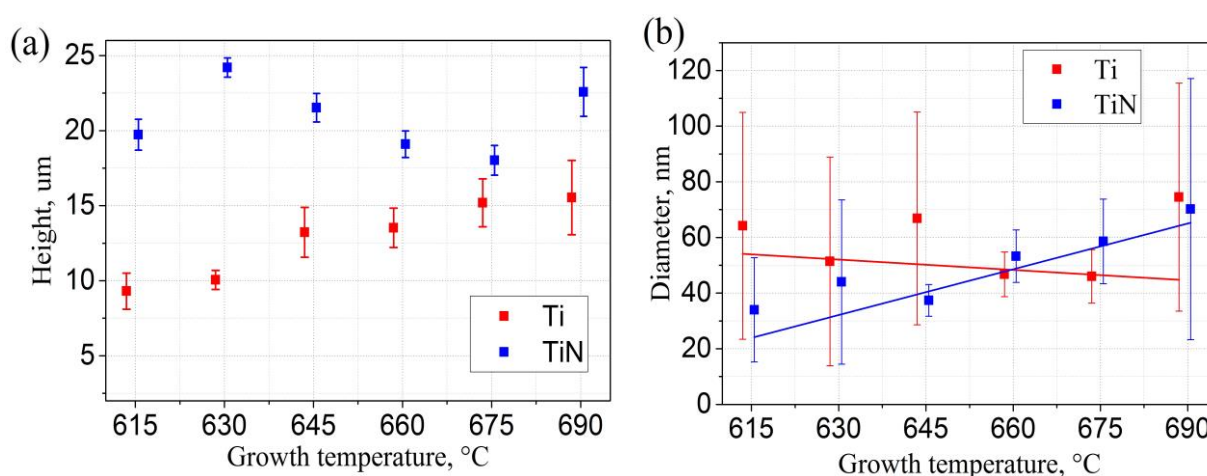 (a)
25
20
15
10
5
Height, um
Ti
TiN
615 630 645 660 675 690
Growth temperature, °C
(b)
120
100
80
60
40
20
0
Diameter, nm
Ti
TiN
615 630 645 660 675 690
Growth temperature, °C